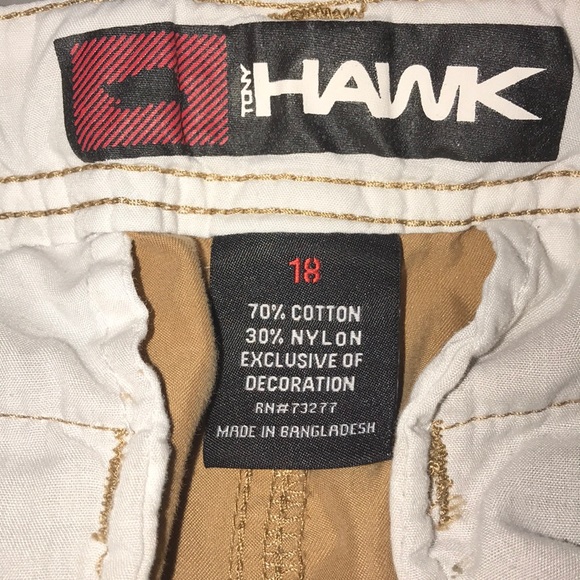 TONY HAWK
18
70% COTTON
30% NYLON
EXCLUSIVE OF
DECORATION
RN#73277
MADE IN BANGLADESH